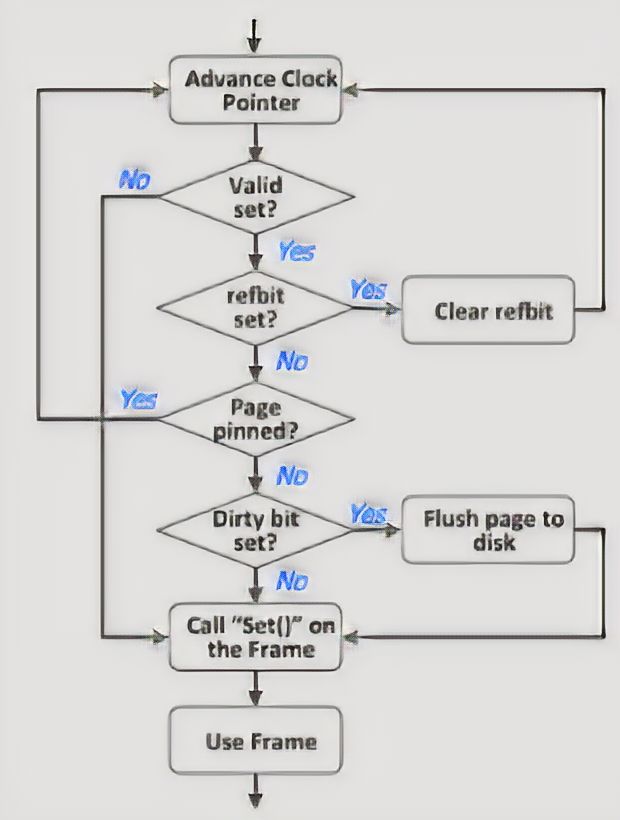 Advance Clock
Pointer
No
Valid
set?
Yes
refbit
set?
Yes
Clear refbit
No
Yes
Page
pinned?
No
Dirty bit
set?
Yes
Flush page to
disk
No
Call "Set()" on
the Frame
Use Frame